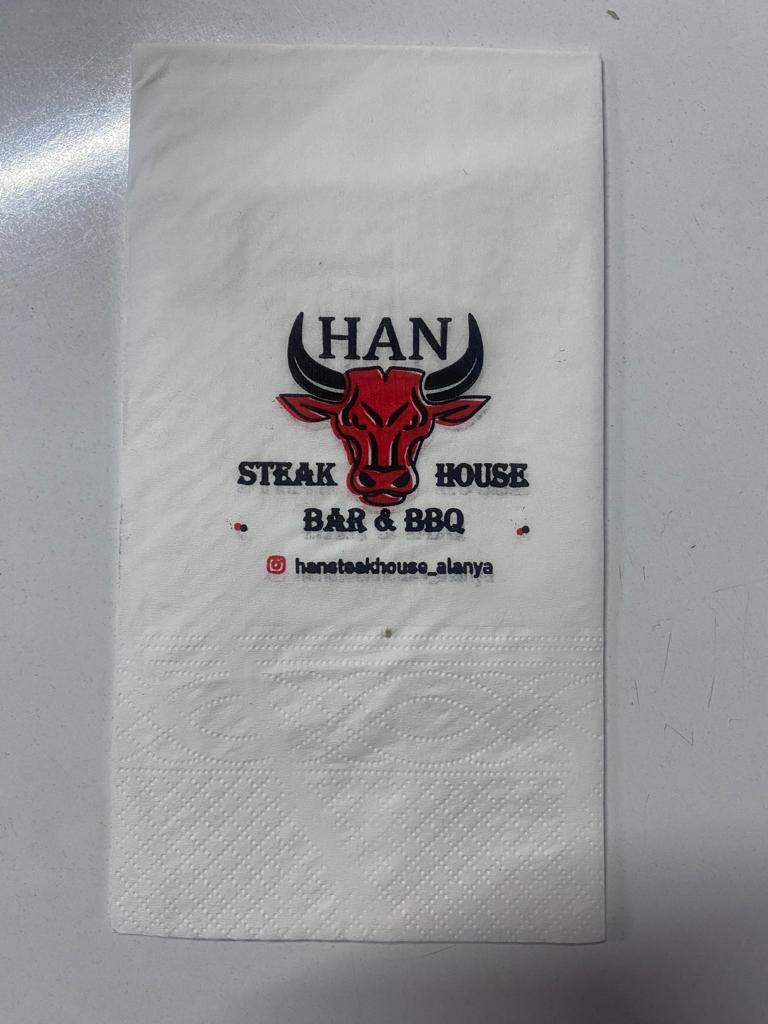 HAN
STEAK HOUSE
BAR & BBQ
hansteakhouse_alanya